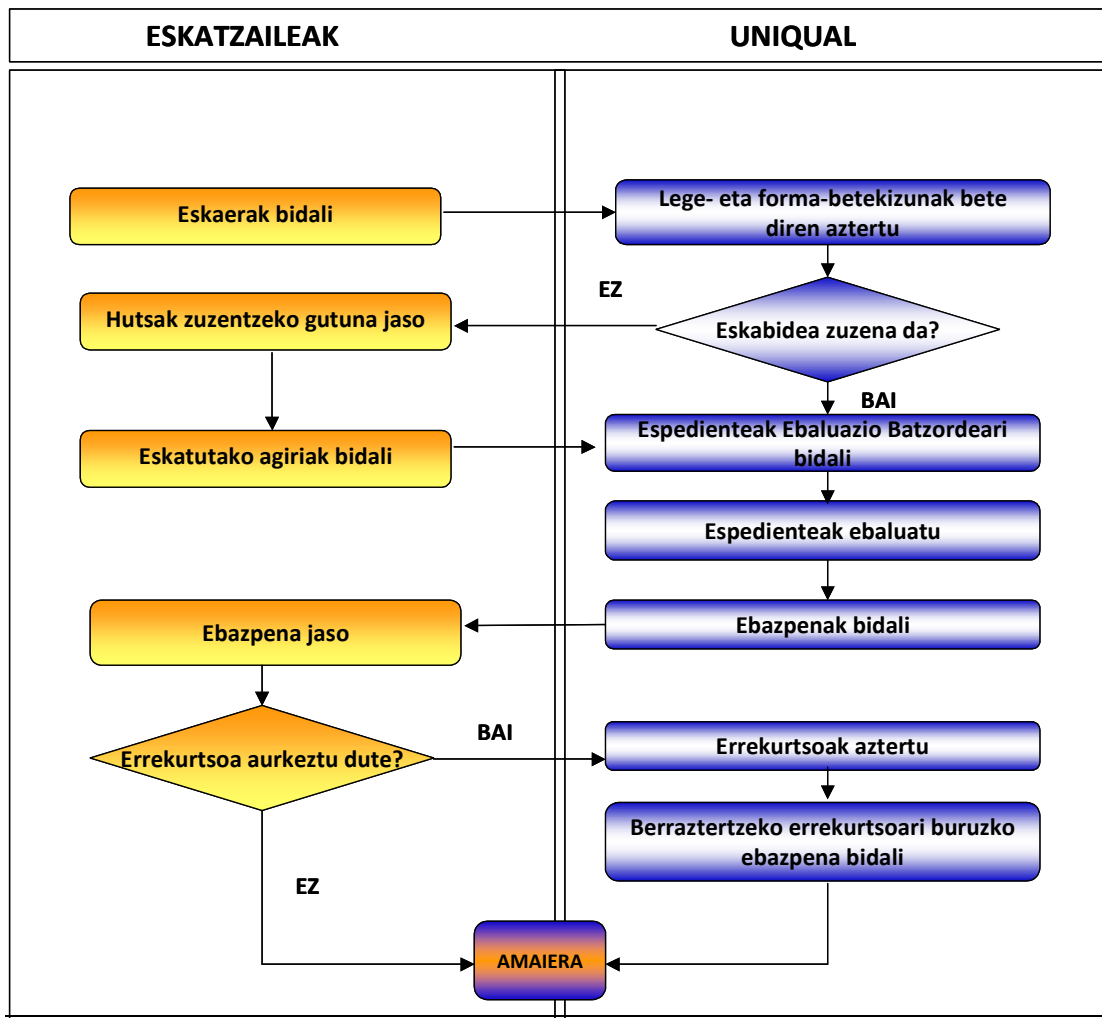 ESKATZAILEAK
UNIQUAL
Eskaerak bidali
Lege- eta forma-betekizunak bete
diren aztertu
EZ
Hutsak zuzentzeko gutuna jaso
Eskabidea zuzena da?
BAI
Eskatutako agiriak bidali
Espedienteak Ebaluazio Batzordeari
bidali
Espedienteak ebaluatu
Ebazpena jaso
Ebazpenak bidali
Errekurtsoa aurkeztu dute?
BAI
Errekurtsoak aztertu
Berraztertzeko errekurtsoari buruzko
ebazpena bidali
EZ
AMAIERA